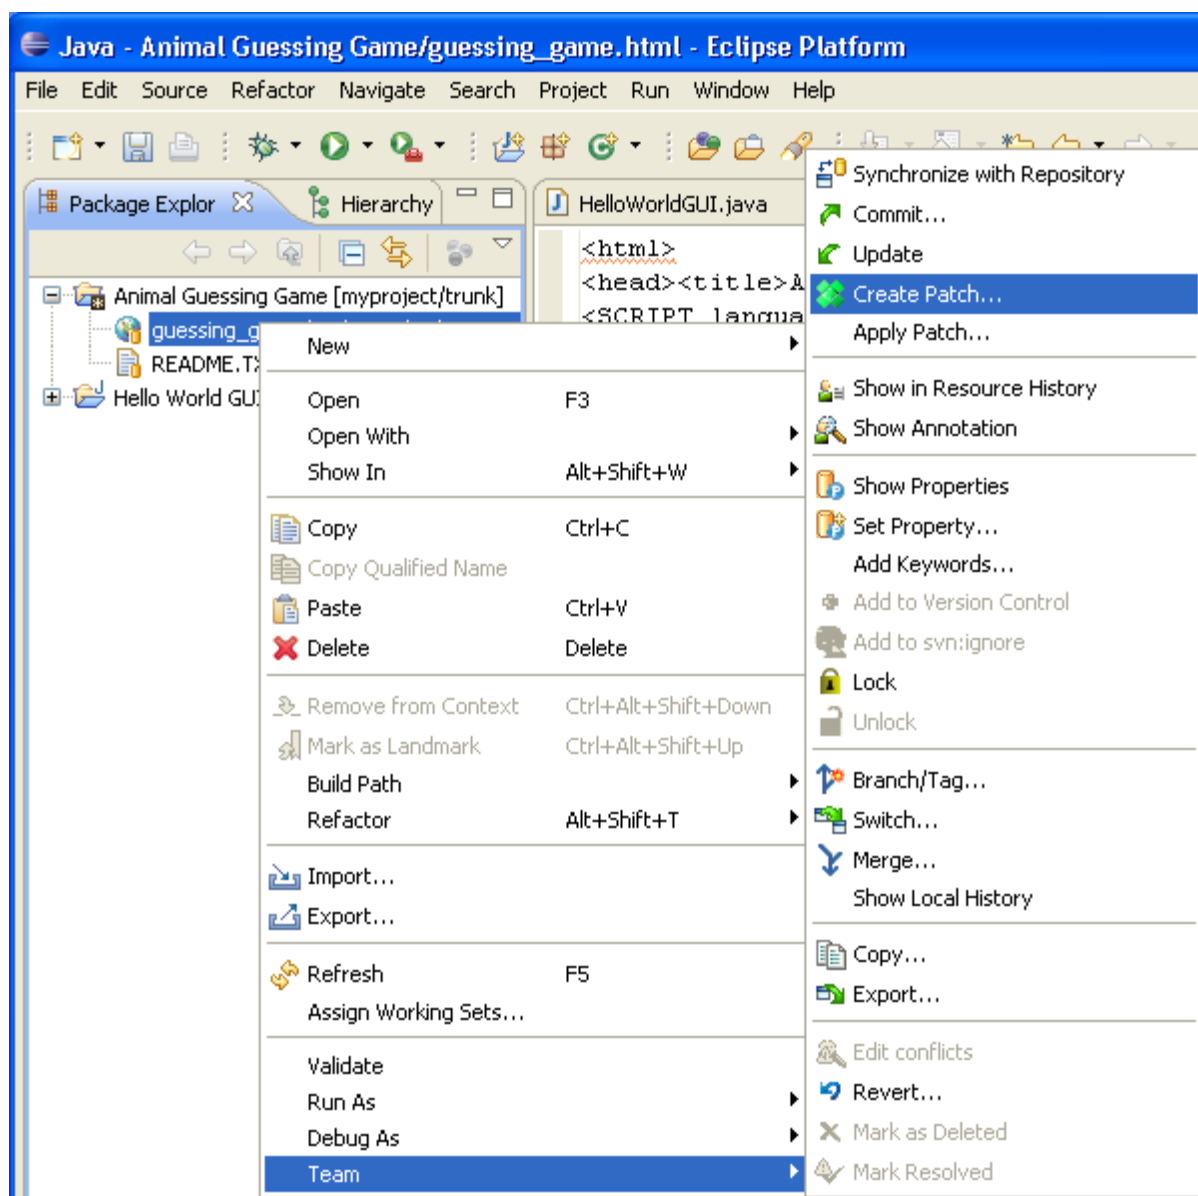 Java - Animal Guessing Game/guessing_game.html - Eclipse Platform
File Edit Source Refactor Navigate Search Project Run Window Help
Package Explor Hierarchy
HelloWorldGUI.java
<html>
<head><title>A
<SCRIPT langua
Animal Guessing Game [myproject/trunk]
guessing_g
README.TX
Hello World GUI
New
Open F3
Open With
Show In Alt+Shift+W
Copy Ctrl+C
Copy Qualified Name
Paste Ctrl+V
Delete Delete
Remove from Context Ctrl+Alt+Shift+Down
Mark as Landmark Ctrl+Alt+Shift+Up
Build Path
Refactor Alt+Shift+T
Import...
Export...
Refresh F5
Assign Working Sets...
Validate
Run As
Debug As
Team
Synchronize with Repository
Commit...
Update
Create Patch...
Apply Patch...
Show in Resource History
Show Annotation
Show Properties
Set Property...
Add Keywords...
Add to Version Control
Add to svn:ignore
Lock
Unlock
Branch/Tag...
Switch...
Merge...
Show Local History
Copy...
Export...
Edit conflicts
Revert...
Mark as Deleted
Mark Resolved